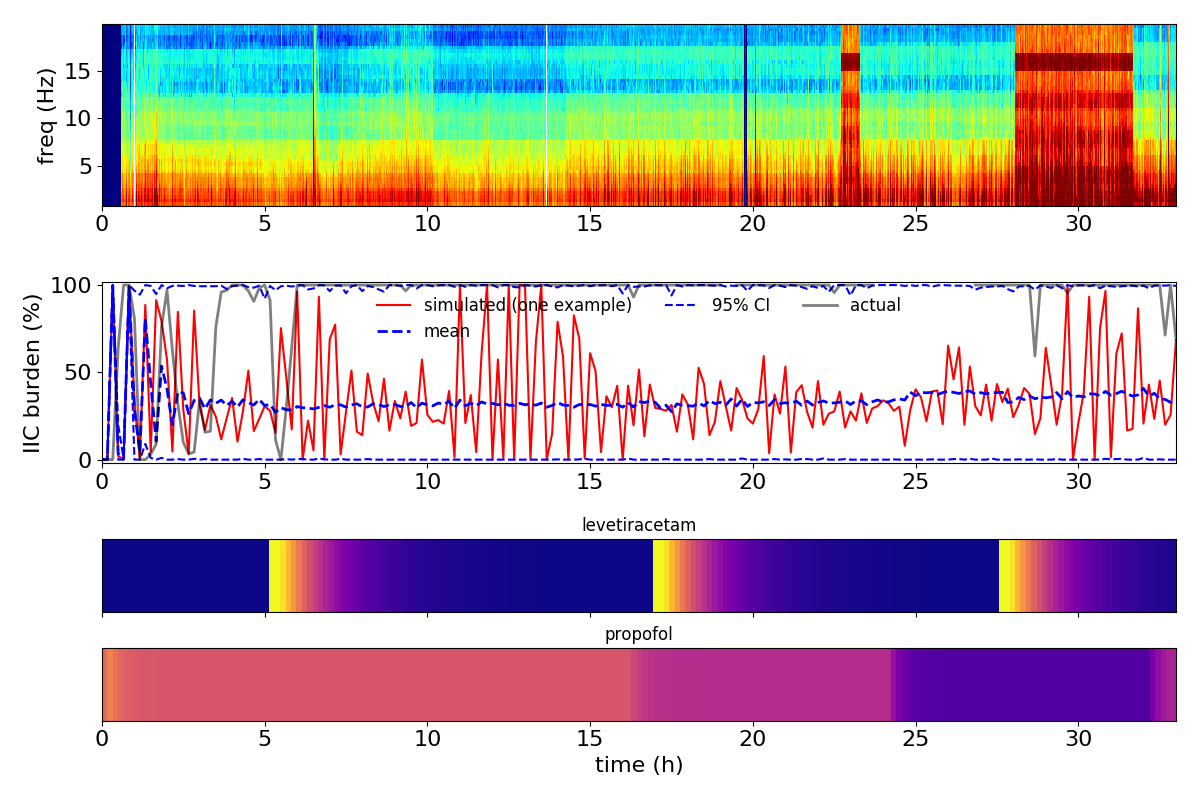 freq (Hz)
15
10
5
0 5 10 15 20 25 30
IIC burden (%)
100
50
0
simulated (one example)
mean
95% CI
actual
0 5 10 15 20 25 30
levetiracetam
propofol
0 5 10 15 20 25 30
time (h)